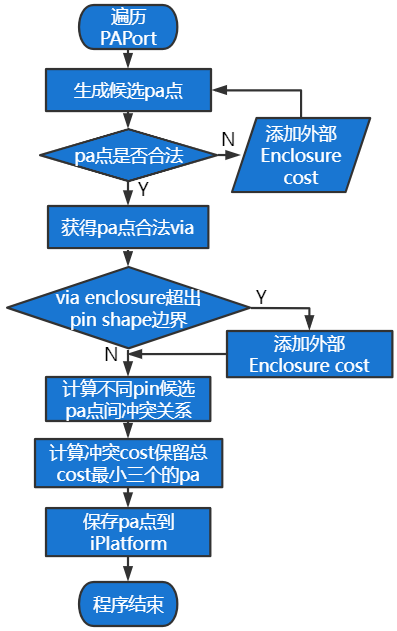 遍历
PAPort
生成候选pa点
pa点是否合法
N
添加外部
Enclosure
cost
Y
获得pa点合法via
via enclosure超出
pin shape边界
Y
添加外部
Enclosure cost
N
计算不同pin候选
pa点间冲突关系
计算冲突cost保留总
cost最小三个的pa
保存pa点到
iPlatform
程序结束